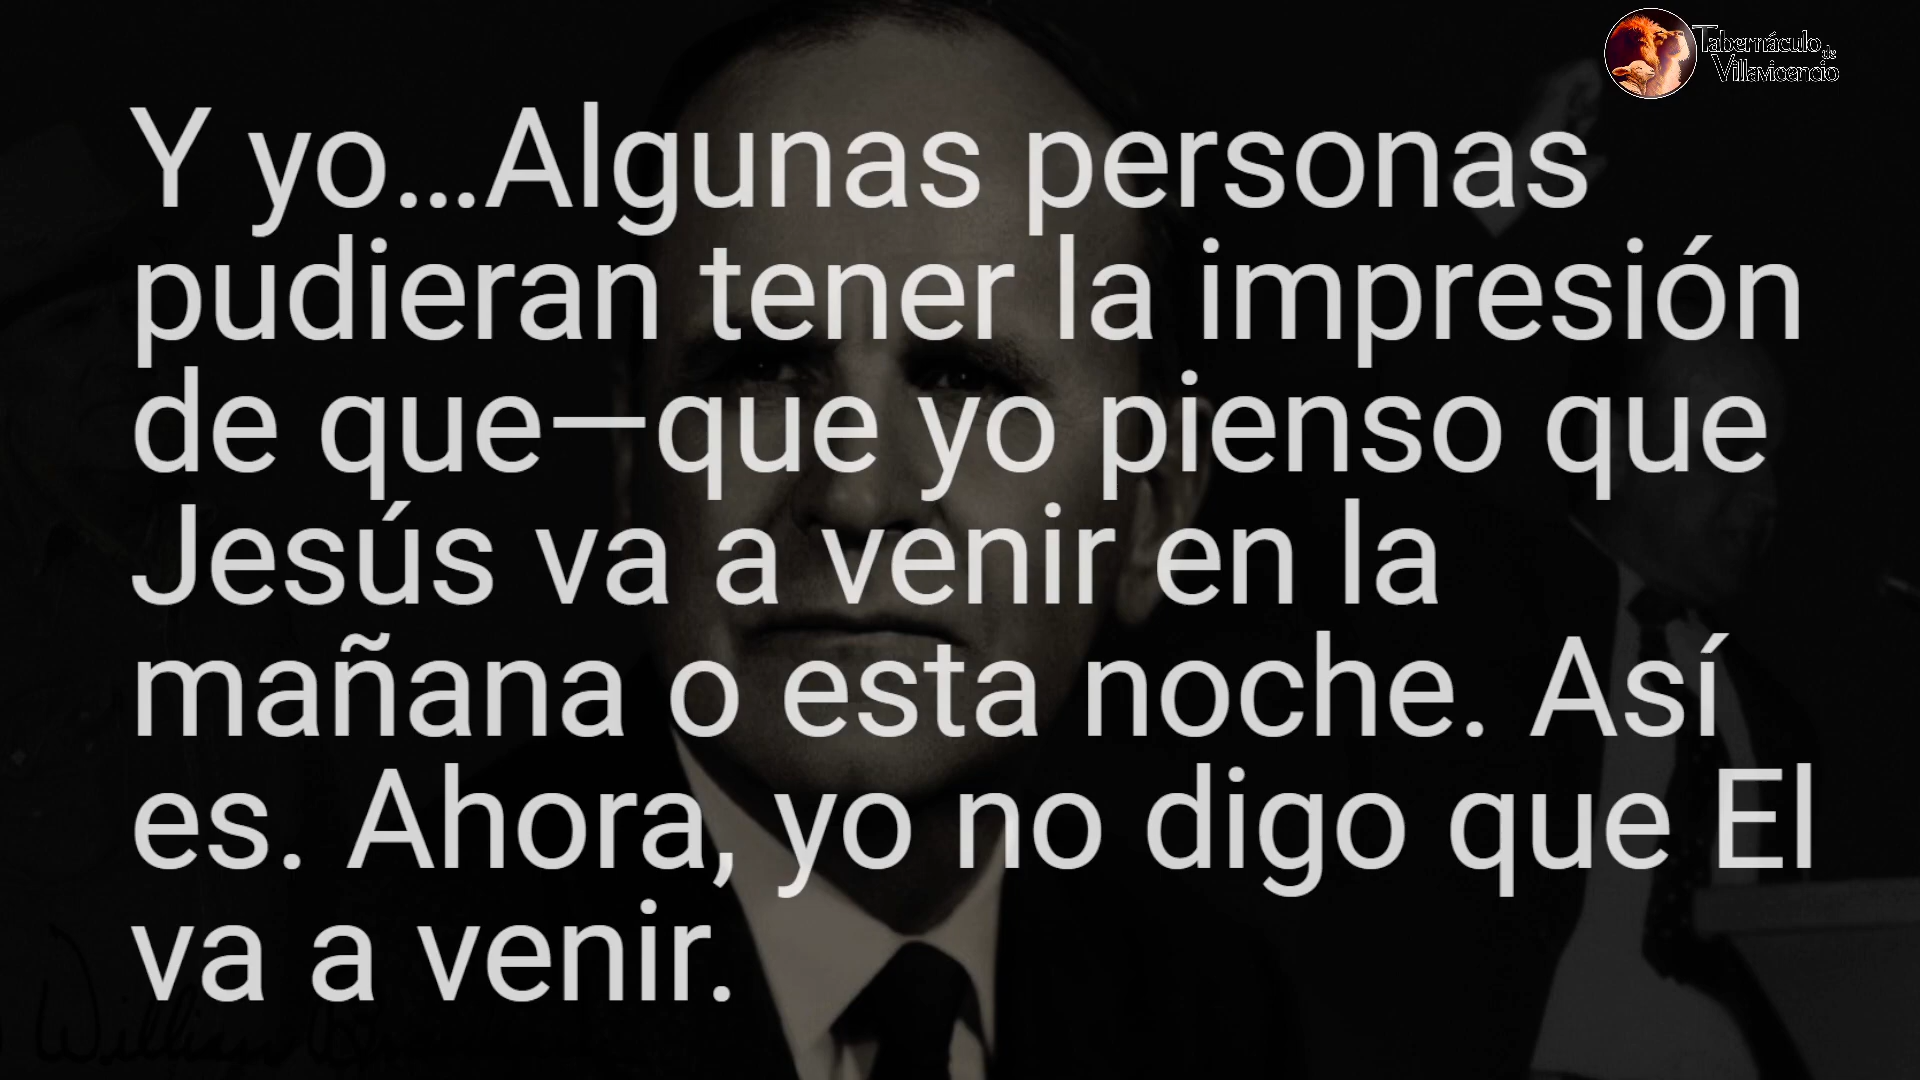 Tabernáculo de
Villavicencio
Y yo...Algunas personas
pudieran tener la impresión
de que—que yo pienso que
Jesús va a venir en la
mañana o esta noche. Así
es. Ahora, yo no digo que El
va a venir.
William